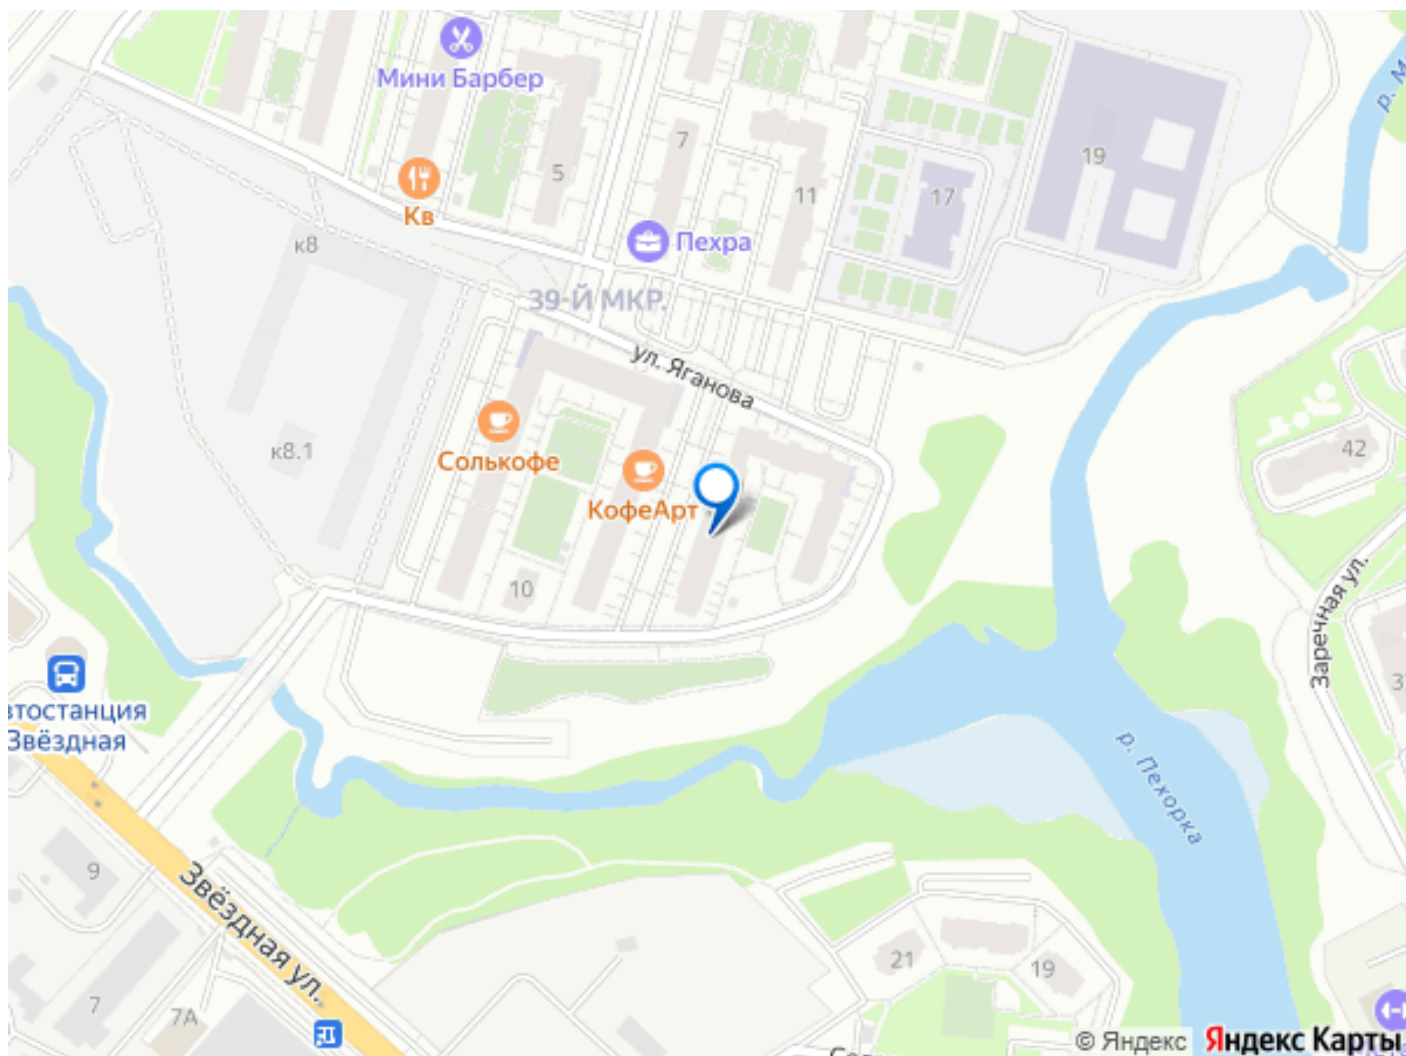 Мини Барбер
7
5
11
19
17
Кв
Пехра
к8
39-Й МКР.
ул. Яганова
Солькофе
КофеАрт
к8.1
42
10
Заречная ул.
втостанция
Звёздная
р. Пехорка
Звёздная ул.
9
7
7А
21
19
© Яндекс
Яндекс Карты